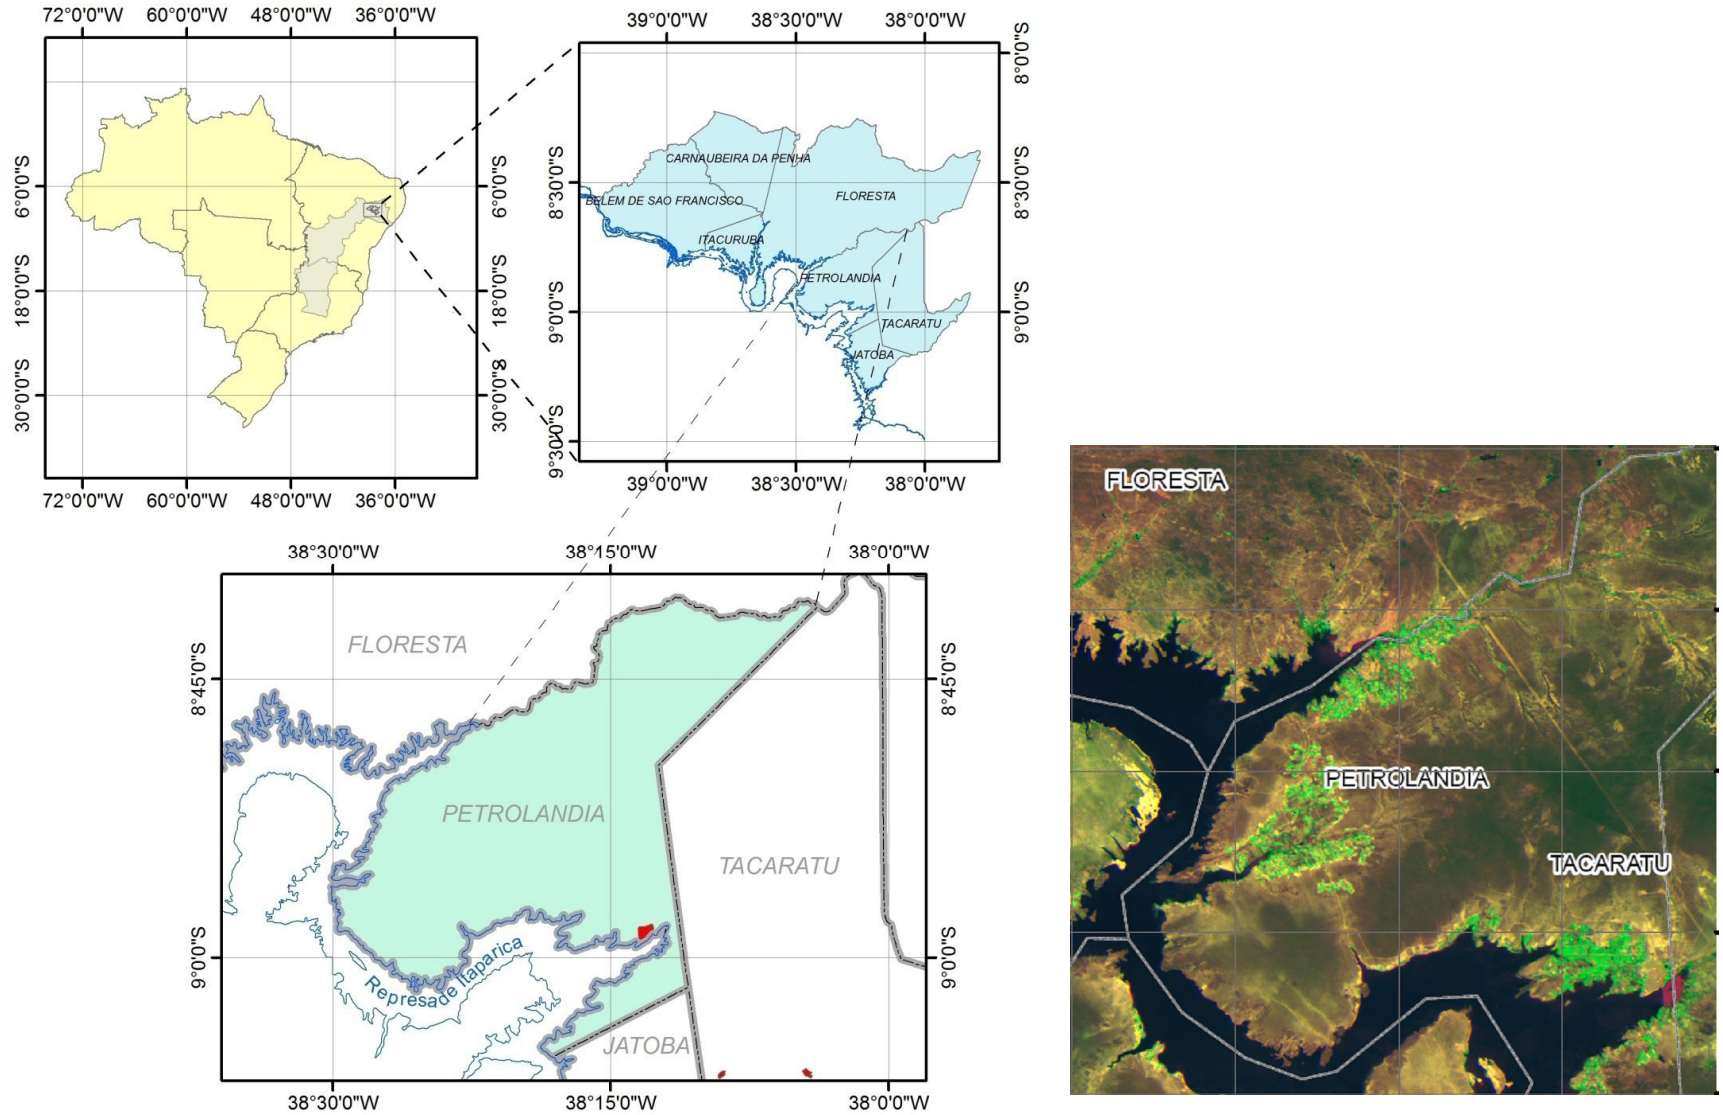 72°0'0"W 60°0'0"W 48°0'0"W 36°0'0"W
6°0'0"S 6°0'0"S
18°0'0"S 18°0'0"S
30°0'0"S 30°0'0"S
72°0'0"W 60°0'0"W 48°0'0"W 36°0'0"W
39°0'0"W 38°30'0"W 38°0'0"W
8°0'0"S
CARNAUBEIRA DA PENHA
8°30'0"S 8°30'0"S
BELEM DE SAO FRANCISCO
FLORESTA
ITACURUBA
PETROLANDIA
9°0'0"S 9°0'0"S
TACARATU
JATOBA
9°30'0"S
39°0'0"W 38°30'0"W 38°0'0"W
38°30'0"W 38°15'0"W 38°0'0"W
FLORESTA
8°45'0"S 8°45'0"S
PETROLANDIA
TACARATU
9°0'0"S 9°0'0"S
Represa de Itaparica
JATOBA
38°30'0"W 38°15'0"W 38°0'0"W
FLORESTA
PETROLANDIA
TACARATU